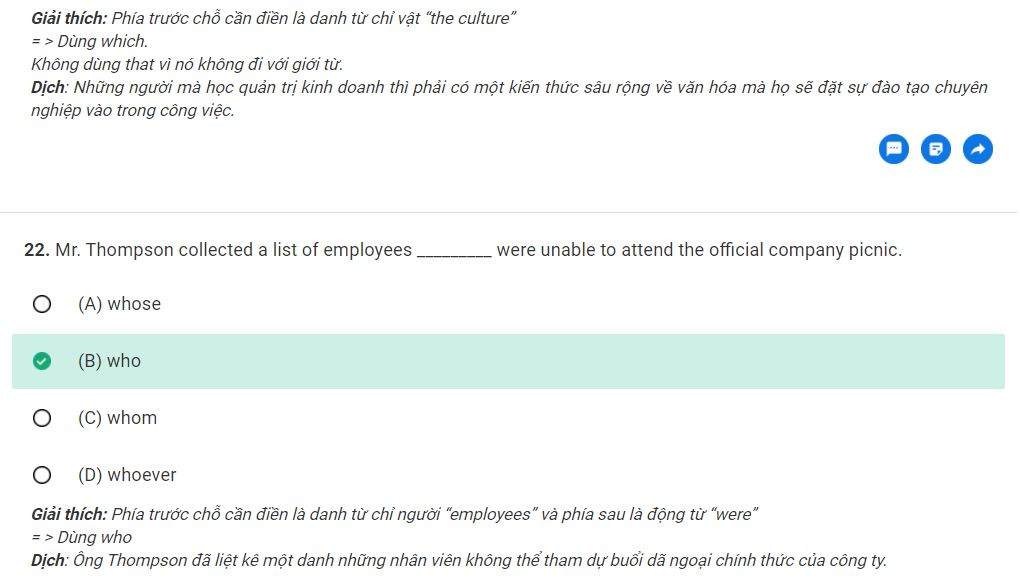 Giải thích: Phía trước chỗ cần điền là danh từ chỉ vật “the culture”
= > Dùng which.
Không dùng that vì nó không đi với giới từ.
Dịch: Những người mà học quản trị kinh doanh thì phải có một kiến thức sâu rộng về văn hóa mà họ sẽ đặt sự đào tạo chuyên
nghiệp vào trong công việc.
22. Mr. Thompson collected a list of employees _________ were unable to attend the official company picnic.
(A) whose
(B) who
(C) whom
(D) whoever
Giải thích: Phía trước chỗ cần điền là danh từ chỉ người “employees” và phía sau là động từ “were”
= > Dùng who
Dịch: Ông Thompson đã liệt kê một danh những nhân viên không thể tham dự buổi dã ngoại chính thức của công ty.